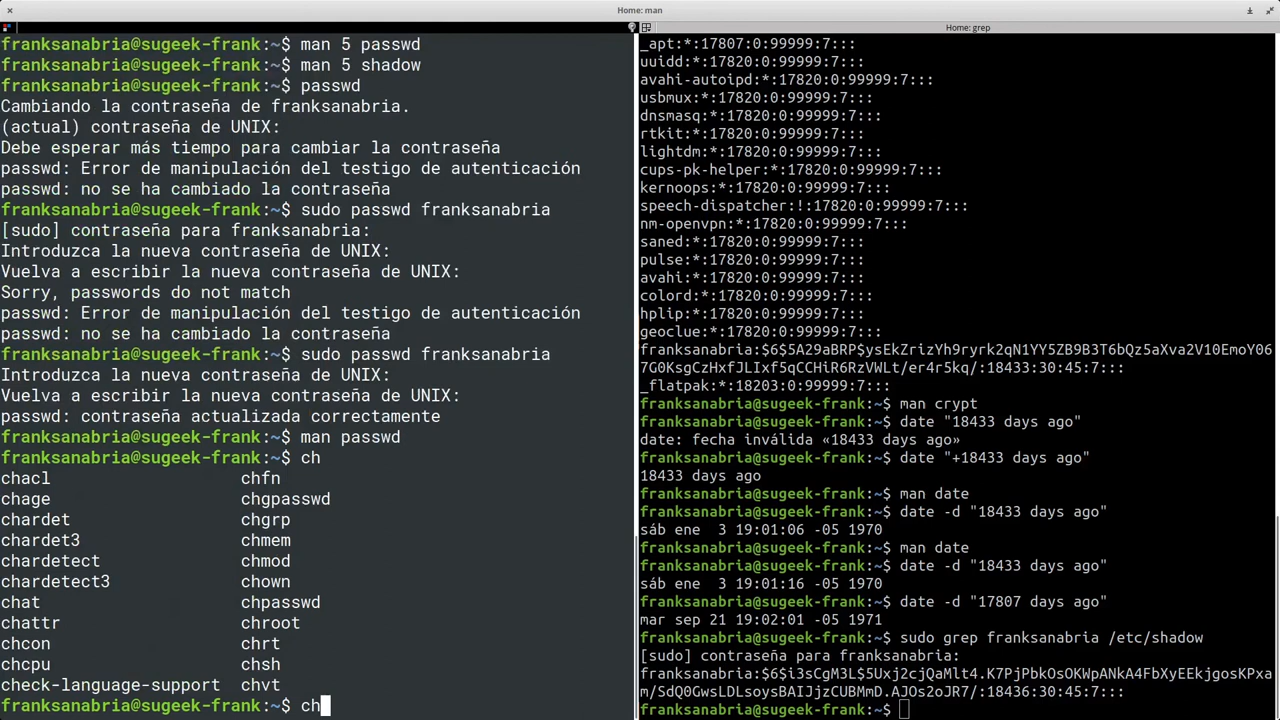 Home: man
franksanabria@sugeek-frank:~$ man 5 passwd
franksanabria@sugeek-frank:~$ man 5 shadow
franksanabria@sugeek-frank:~$ passwd
Cambiando la contraseña de franksanabria.
(actual) contraseña de UNIX:
Debe esperar más tiempo para cambiar la contraseña
passwd: Error de manipulación del testigo de autenticación
passwd: no se ha cambiado la contraseña
franksanabria@sugeek-frank:~$ sudo passwd franksanabria
[sudo] contraseña para franksanabria:
Introduzca la nueva contraseña de UNIX:
Vuelva a escribir la nueva contraseña de UNIX:
Sorry, passwords do not match
passwd: Error de manipulación del testigo de autenticación
passwd: no se ha cambiado la contraseña
franksanabria@sugeek-frank:~$ sudo passwd franksanabria
Introduzca la nueva contraseña de UNIX:
Vuelva a escribir la nueva contraseña de UNIX:
passwd: contraseña actualizada correctamente
franksanabria@sugeek-frank:~$ man passwd
franksanabria@sugeek-frank:~$ ch
chacl chfn
chage chgpasswd
chardet chgrp
chardet3 chmem
chardetect chmod
chardetect3 chown
chat chpasswd
chattr chroot
chcon chrt
chcpu chsh
check-language-support chvt
franksanabria@sugeek-frank:~$ ch
Home: grep
_apt:*:17807:0:99999:7:::
uuidd:*:17820:0:99999:7:::
avahi-autoipd:*:17820:0:99999:7:::
usbmux:*:17820:0:99999:7:::
dnsmasq:*:17820:0:99999:7:::
rtkit:*:17820:0:99999:7:::
lightdm:*:17820:0:99999:7:::
cups-pk-helper:*:17820:0:99999:7:::
kernoops:*:17820:0:99999:7:::
speech-dispatcher:!:17820:0:99999:7:::
nm-openvpn:*:17820:0:99999:7:::
saned:*:17820:0:99999:7:::
pulse:*:17820:0:99999:7:::
avahi:*:17820:0:99999:7:::
colord:*:17820:0:99999:7:::
hplip:*:17820:0:99999:7:::
geoclue:*:17820:0:99999:7:::
franksanabria:$6$5A29aBRP$ysEkZrizYh9ryrk2qN1YY5ZB9B3T6bQz5aXva2V10EmoY06
7G0KsgCzHxfJLIxf5qCCHiR6RzVWLt/er4r5kq/:18433:30:45:7:::
_flatpak:*:18203:0:99999:7:::
franksanabria@sugeek-frank:~$ man crypt
franksanabria@sugeek-frank:~$ date "18433 days ago"
date: fecha inválida «18433 days ago»
franksanabria@sugeek-frank:~$ date "+18433 days ago"
18433 days ago
franksanabria@sugeek-frank:~$ man date
franksanabria@sugeek-frank:~$ date -d "18433 days ago"
sáb ene  3 19:01:06 -05 1970
franksanabria@sugeek-frank:~$ man date
franksanabria@sugeek-frank:~$ date -d "18433 days ago"
sáb ene  3 19:01:16 -05 1970
franksanabria@sugeek-frank:~$ date -d "17807 days ago"
mar sep 21 19:02:01 -05 1971
franksanabria@sugeek-frank:~$ sudo grep franksanabria /etc/shadow
[sudo] contraseña para franksanabria:
franksanabria:$6$i3sCgM3L$5Uxj2cjQaMlt4.K7PjPbkOsOKWpANkA4FbXyEEkjgosKPxa
m/SdQ0GwsLDLsoysBAIJjzCUBMmD.AJOs2oJR7/:18436:30:45:7:::
franksanabria@sugeek-frank:~$